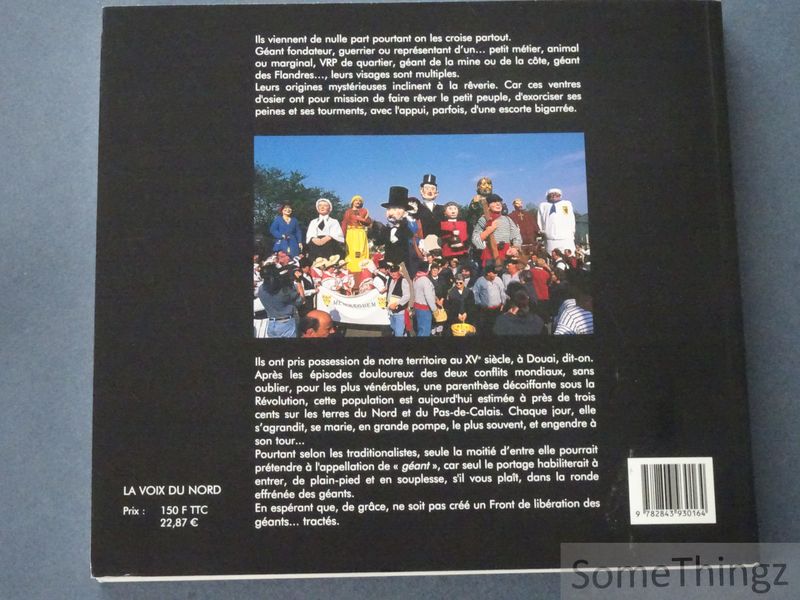 Ils viennent de nulle part pourtant on les croise partout.
Géant fondateur, guerrier ou représentant d'un... petit métier, animal
ou marginal, VRP de quartier, géant de la mine ou de la côte, géant
des Flandres..., leurs visages sont multiples.
Leurs origines mystérieuses inclinent à la rêverie. Car ces ventres
d'osier ont pour mission de faire rêver le petit peuple, d'exorciser ses
peines et ses tourments, avec l'appui, parfois, d'une escorte bigarrée.
Ils ont pris possession de notre territoire au XVe siècle, à Douai, dit-on.
Après les épisodes douloureux des deux conflits mondiaux, sans
oublier, pour les plus vénérables, une parenthèse décoiffante sous la
Révolution, cette population est aujourd'hui estimée à près de trois
cents sur les terres du Nord et du Pas-de-Calais. Chaque jour, elle
s'agrandit, se marie, en grande pompe, le plus souvent, et engendre à
son tour...
Pourtant selon les traditionalistes, seule la moitié d'entre elle pourrait
prétendre à l'appellation de « géant », car seul le portage habiliterait à
entrer, de plain-pied et en souplesse, s'il vous plaît, dans la ronde
effrénée des géants.
En espérant que, de grâce, ne soit pas créé un Front de libération des
géants... tractés.
LA VOIX DU NORD
Prix : 150 F TTC
22,87 €
9 782843 930164
SomeThingz